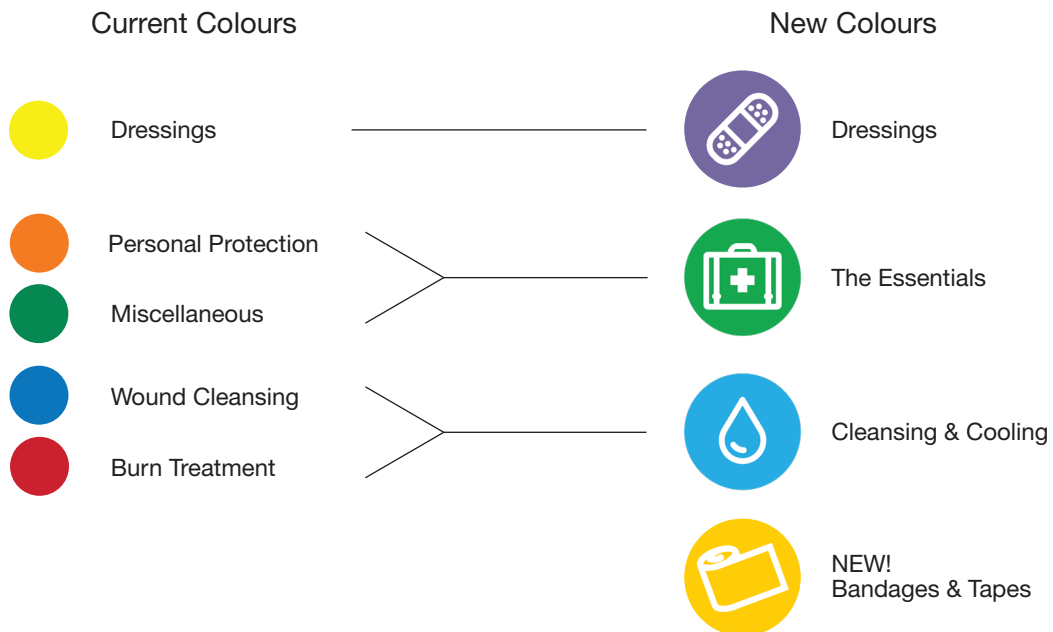 Current Colours
New Colours
Dressings
Dressings
Personal Protection
Miscellaneous
The Essentials
Wound Cleansing
Burn Treatment
Cleansing & Cooling
NEW!
Bandages & Tapes